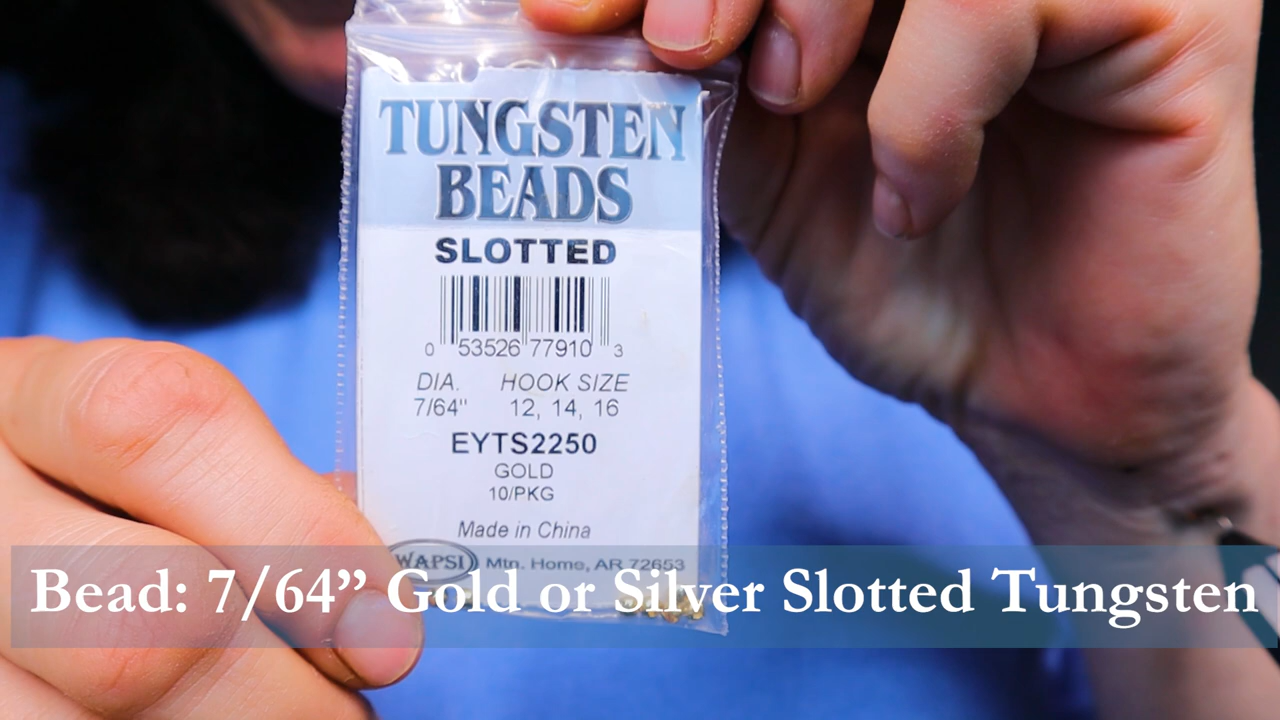 TUNGSTEN
BEADS
SLOTTED
0 53526 77910 3
DIA. HOOK SIZE
7/64" 12, 14, 16
EYTS2250
GOLD
10/PKG
Made in China
WAPSI Mtn. Home, AR 72653
Bead: 7/64” Gold or Silver Slotted Tungsten